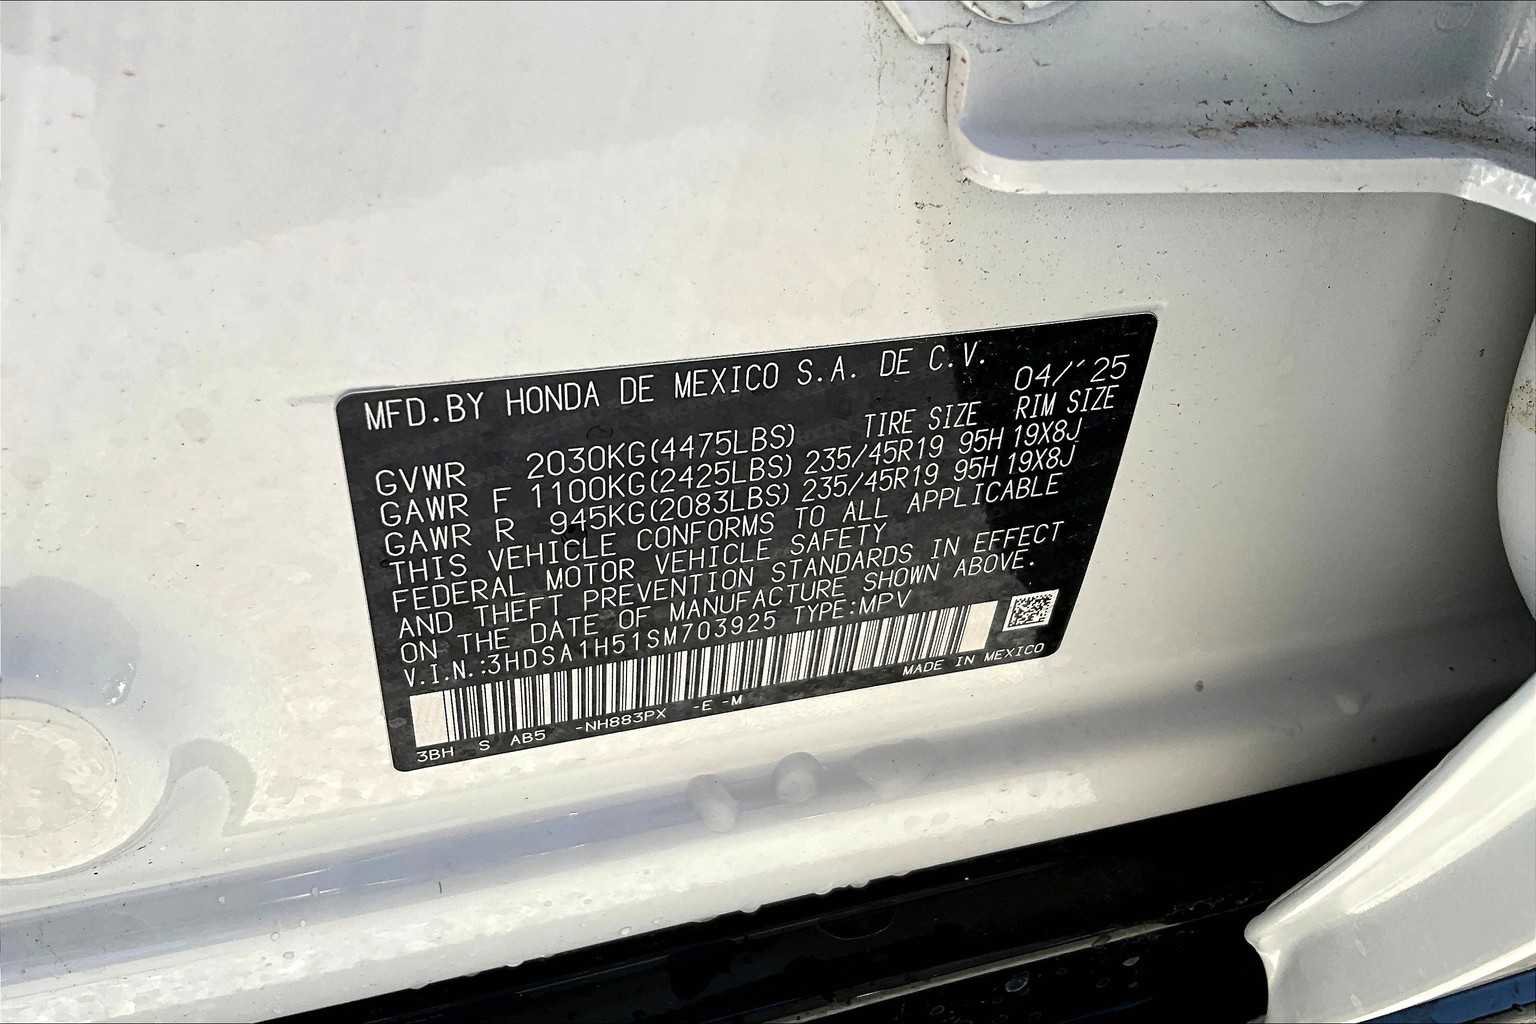 MFD.BY HONDA DE MEXICO S.A. DE C.V. 04/'25
TIRE SIZE RIM SIZE
GVWR 2030KG(4475LBS)
GAWR F 1100KG(2425LBS) 235/45R19 95H 19X8J
GAWR R 945KG(2083LBS) 235/45R19 95H 19X8J
THIS VEHICLE CONFORMS TO ALL APPLICABLE
FEDERAL MOTOR VEHICLE SAFETY
AND THEFT PREVENTION STANDARDS IN EFFECT
ON THE DATE OF MANUFACTURE SHOWN ABOVE.
V.I.N.:3HDSA1H51SM703925 TYPE:MPV
MADE IN MEXICO
3BH S AB5 -NH883PX -E -M